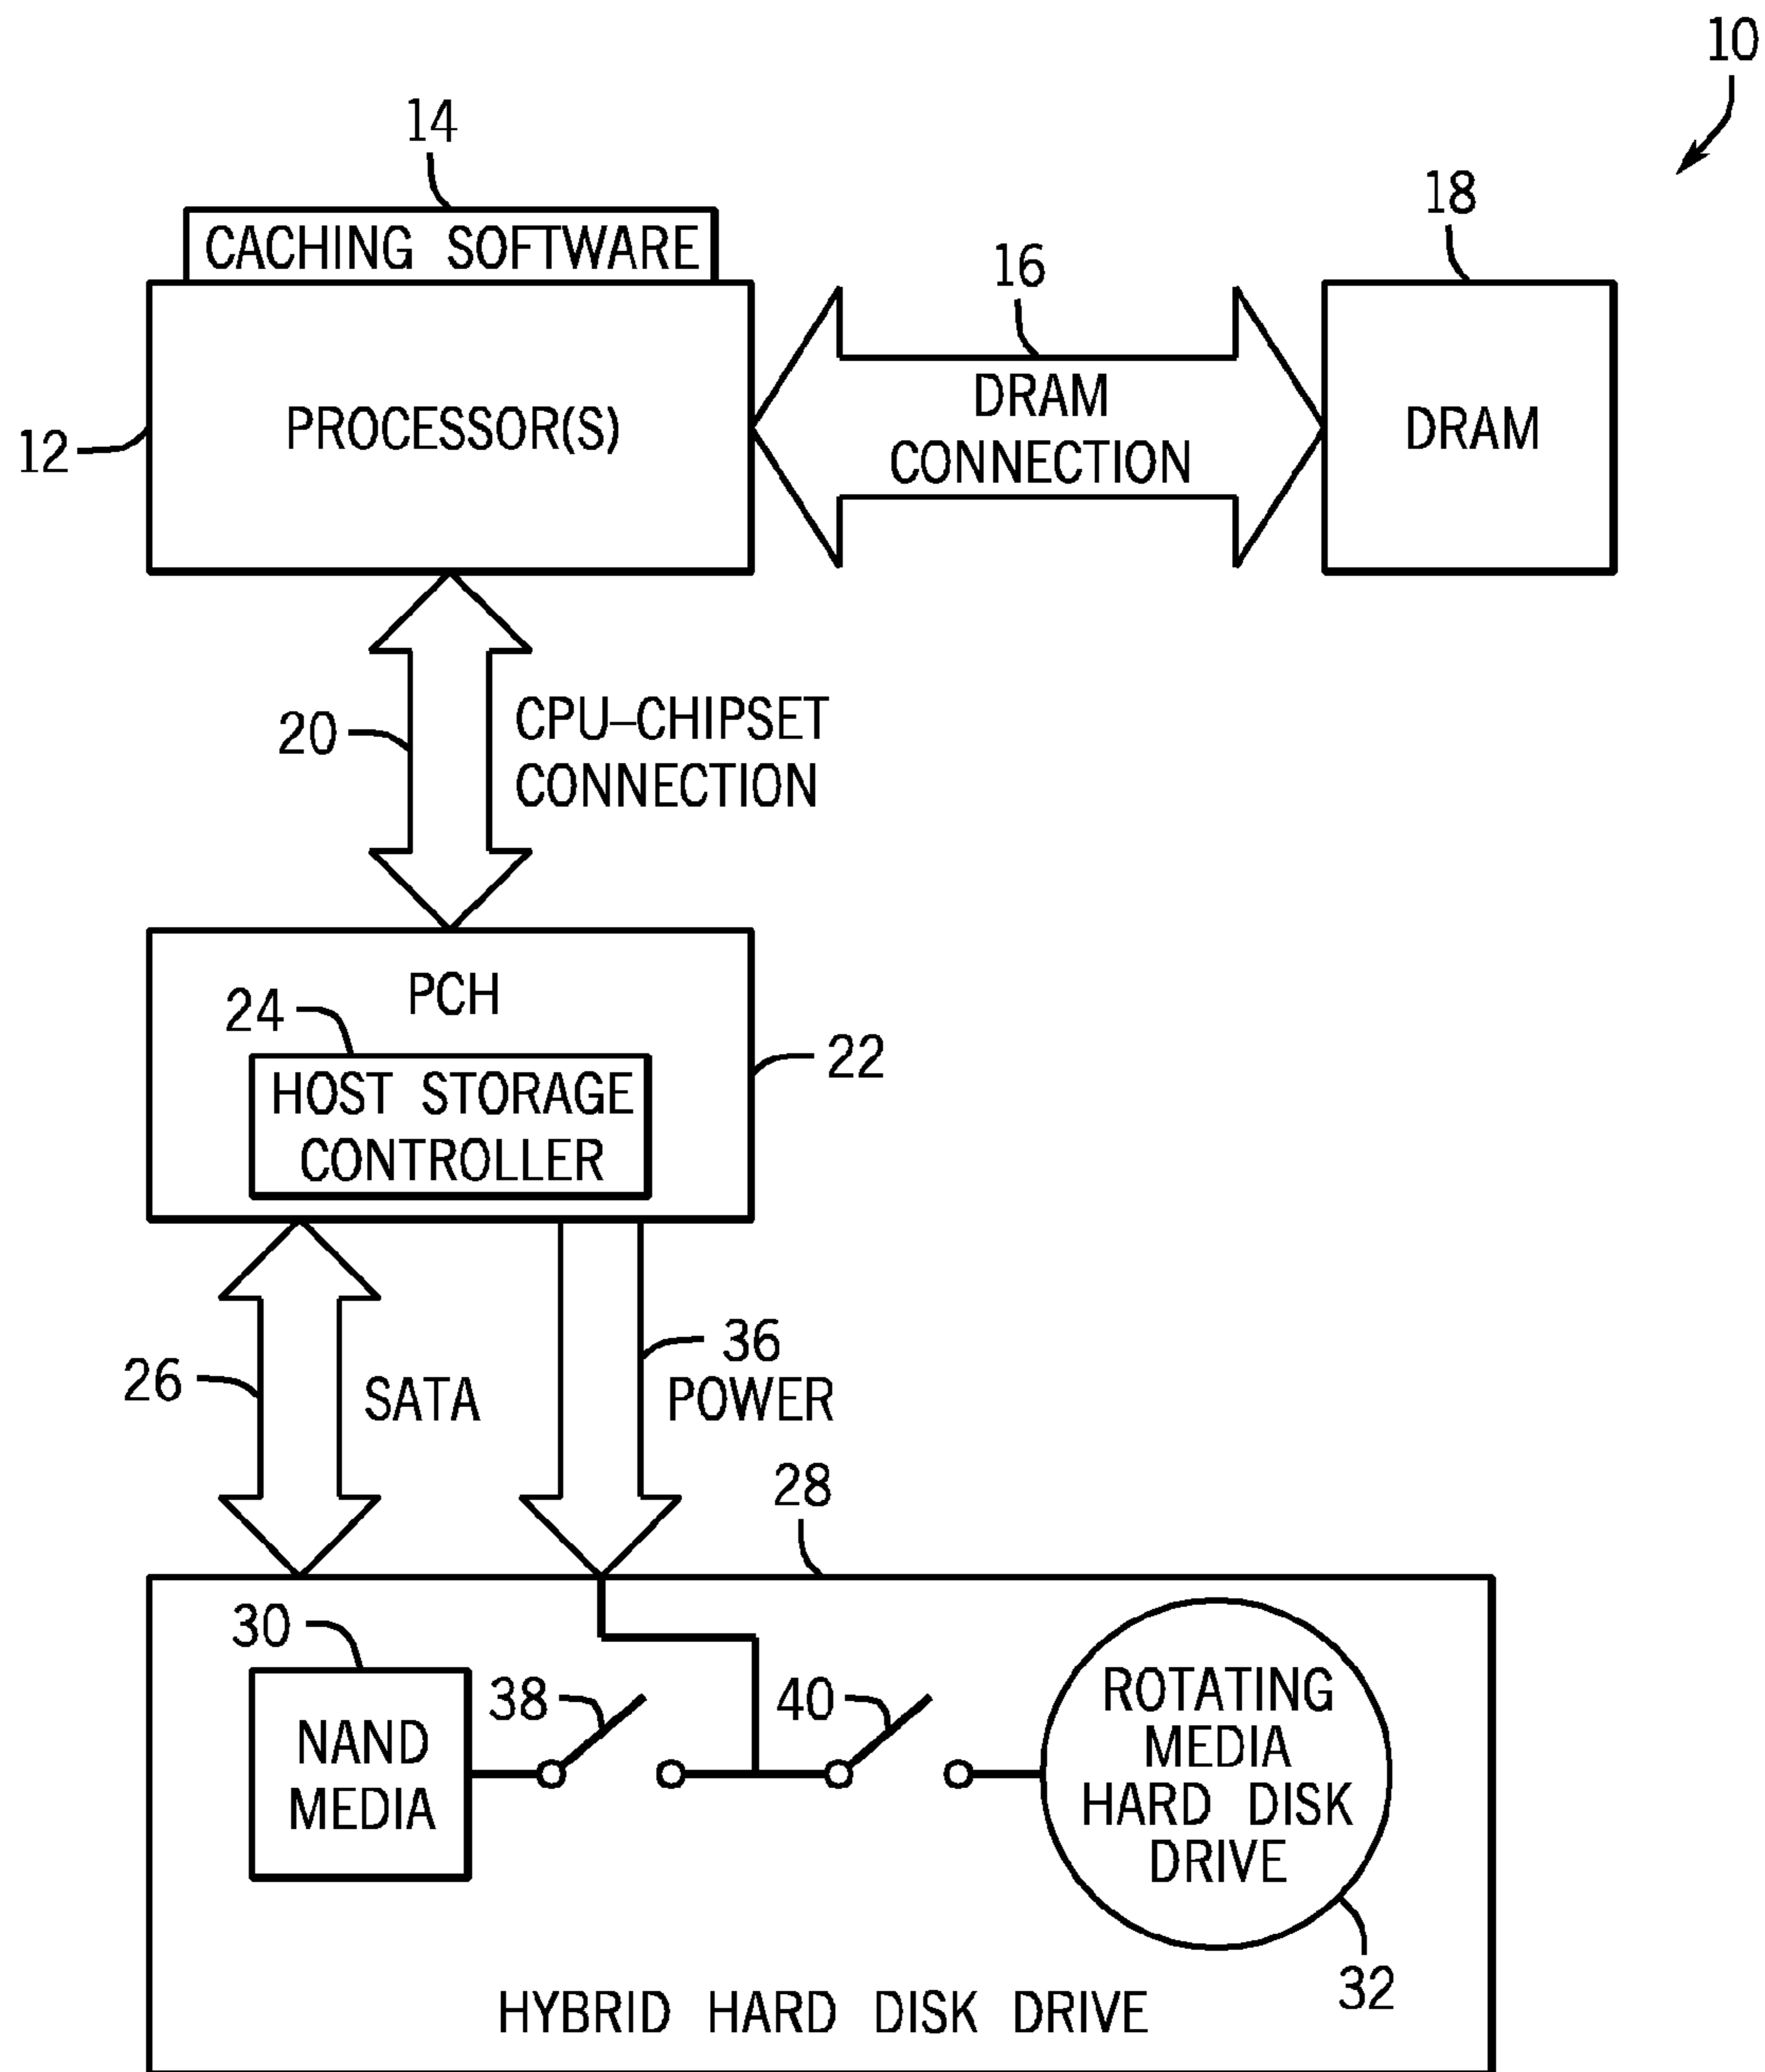 10
14
CACHING SOFTWARE
18
16
12
PROCESSOR(S)
DRAM
CONNECTION
DRAM
20
CPU–CHIPSET
CONNECTION
PCH
24
22
HOST STORAGE
CONTROLLER
26
SATA
36
POWER
28
30
38
40
NAND
MEDIA
ROTATING
MEDIA
HARD DISK
DRIVE
32
HYBRID HARD DISK DRIVE